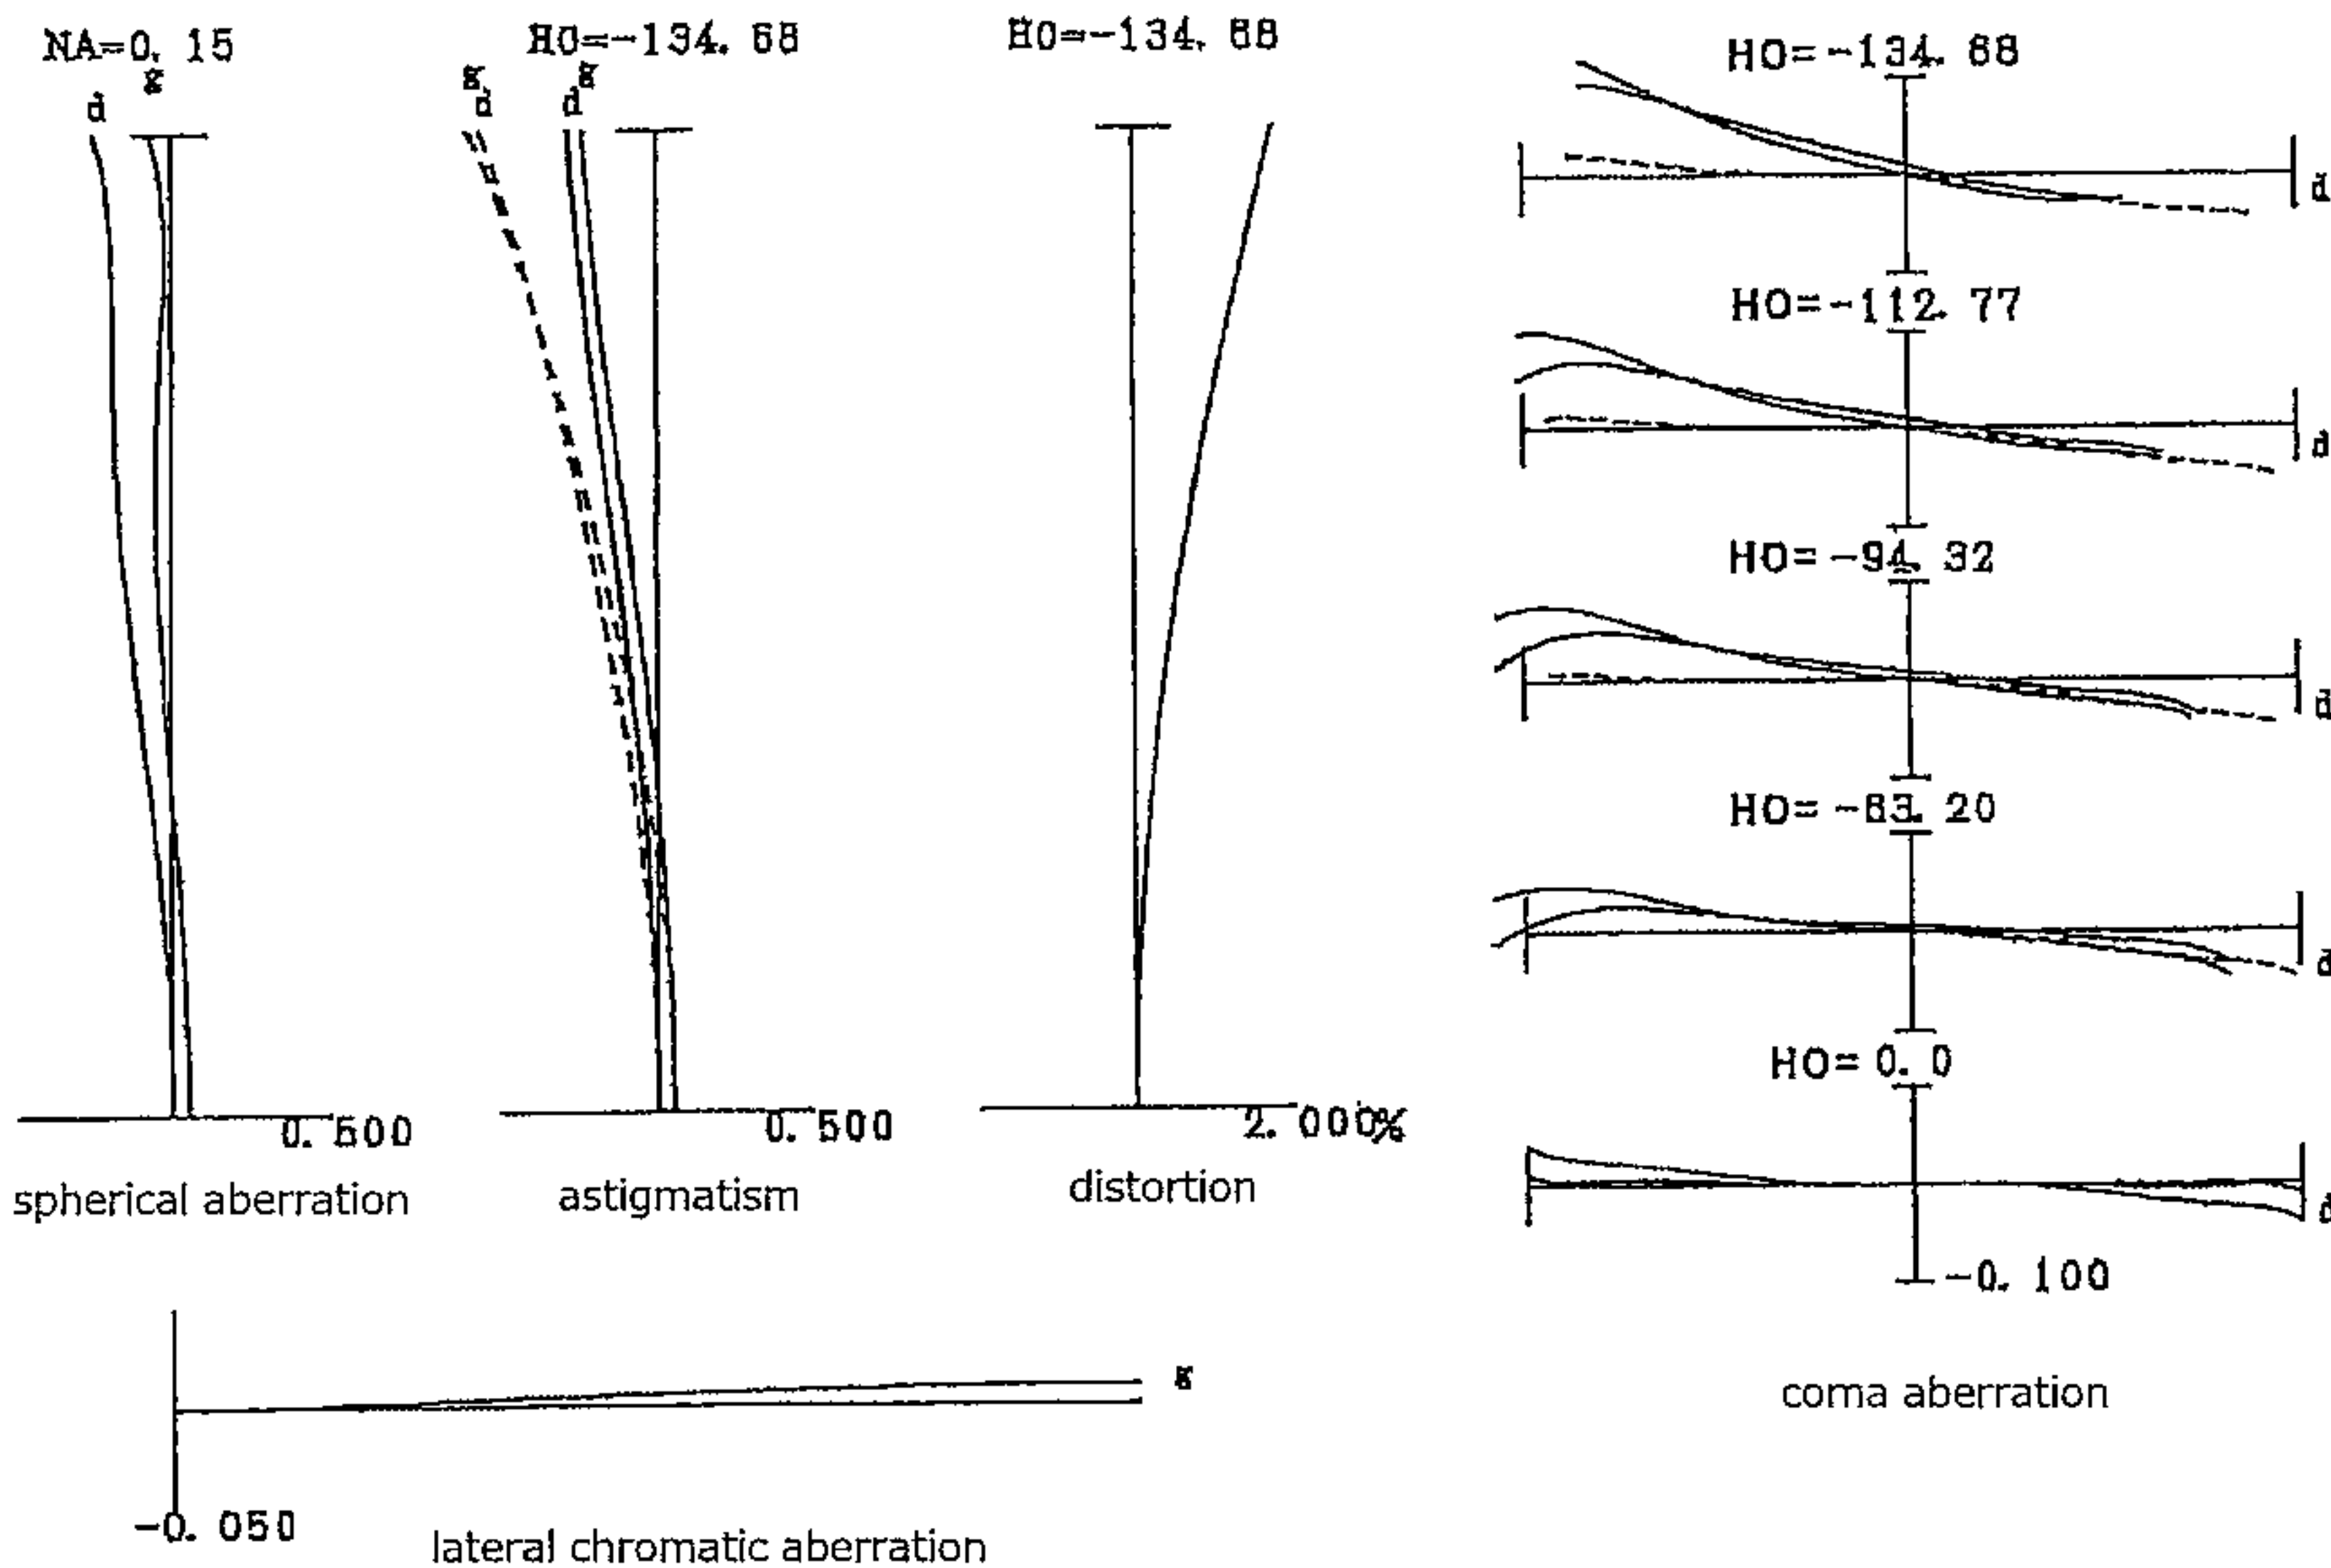 NA=0. 15
g
d
HO=-134. 68
g
d
d
g
HO=-134. 68
0. 500
0. 500
2. 000%
spherical aberration
astigmatism
distortion
HO=-134. 68
d
HO=-112. 77
d
HO=-94. 32
d
HO=-63. 20
d
HO= 0. 0
d
-0. 100
coma aberration
g
-0. 050
lateral chromatic aberration